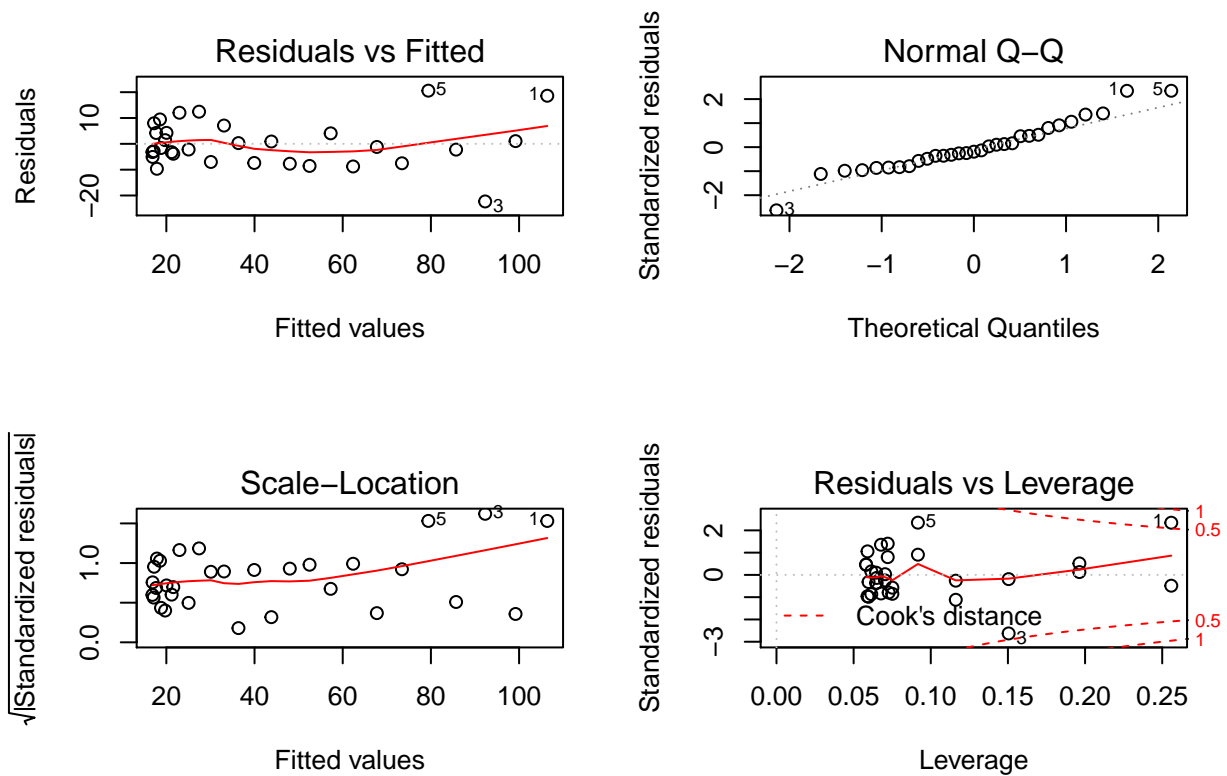 Residuals vs Fitted
Residuals
10
−20
5
1
3
20 40 60 80 100
Fitted values
Normal Q−Q
Standardized residuals
2
0
−2
1
5
3
−2 −1 0 1 2
Theoretical Quantiles
Scale−Location
√|Standardized residuals|
1.0
0.0
5
3
1
20 40 60 80 100
Fitted values
Residuals vs Leverage
Standardized residuals
2
0
−3
5
1
3
Cook's distance
1
0.5
0.5
1
0.00 0.05 0.10 0.15 0.20 0.25
Leverage